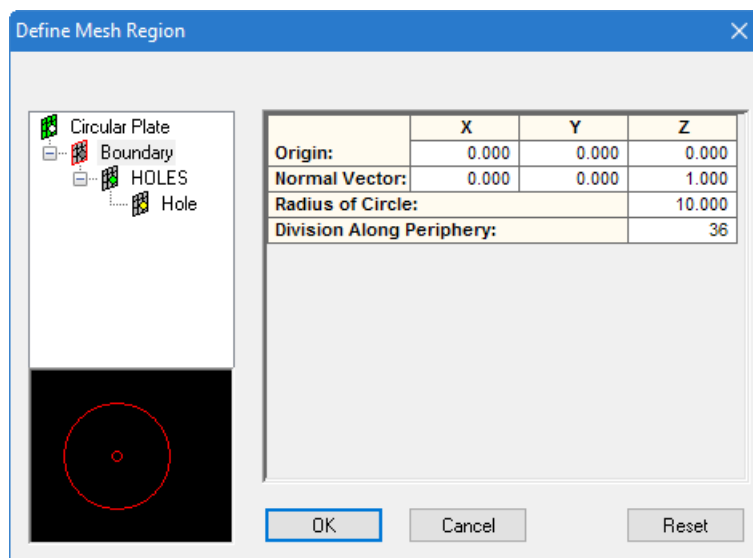 Define Mesh Region
Circular Plate
Boundary
HOLES
Hole
X Y Z
Origin: 0.000 0.000 0.000
Normal Vector: 0.000 0.000 1.000
Radius of Circle: 10.000
Division Along Periphery: 36
OK Cancel Reset